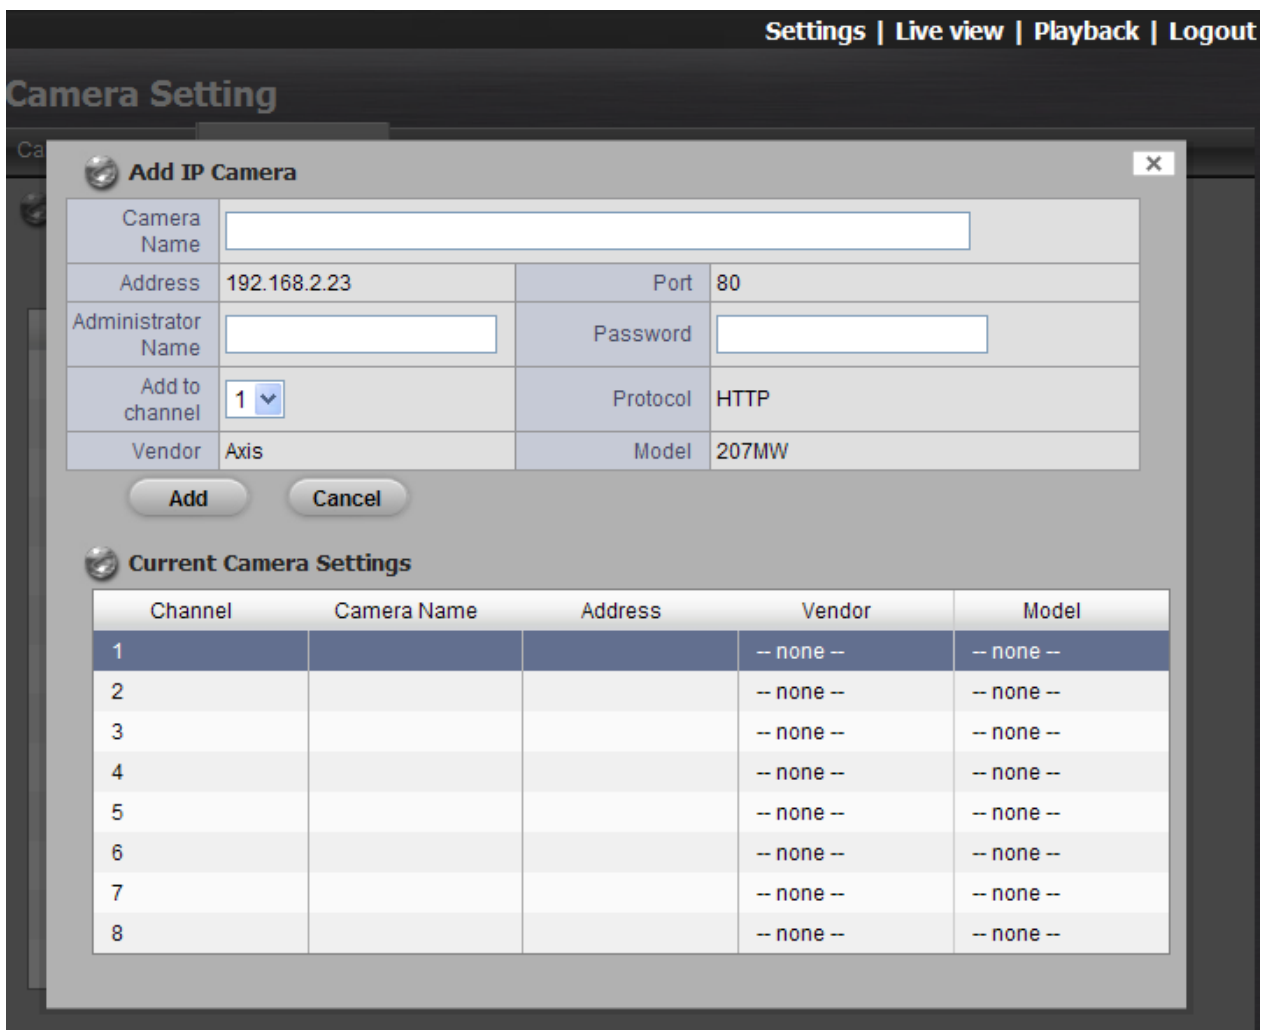 Settings | Live view | Playback | Logout
Camera Setting
Ca
Add IP Camera
Camera
Name
Address 192.168.2.23 Port 80
Administrator
Name Password
Add to
channel 1 Protocol HTTP
Vendor Axis Model 207MW
Add Cancel
Current Camera Settings
Channel Camera Name Address Vendor Model
1 -- none -- -- none --
2 -- none -- -- none --
3 -- none -- -- none --
4 -- none -- -- none --
5 -- none -- -- none --
6 -- none -- -- none --
7 -- none -- -- none --
8 -- none -- -- none --